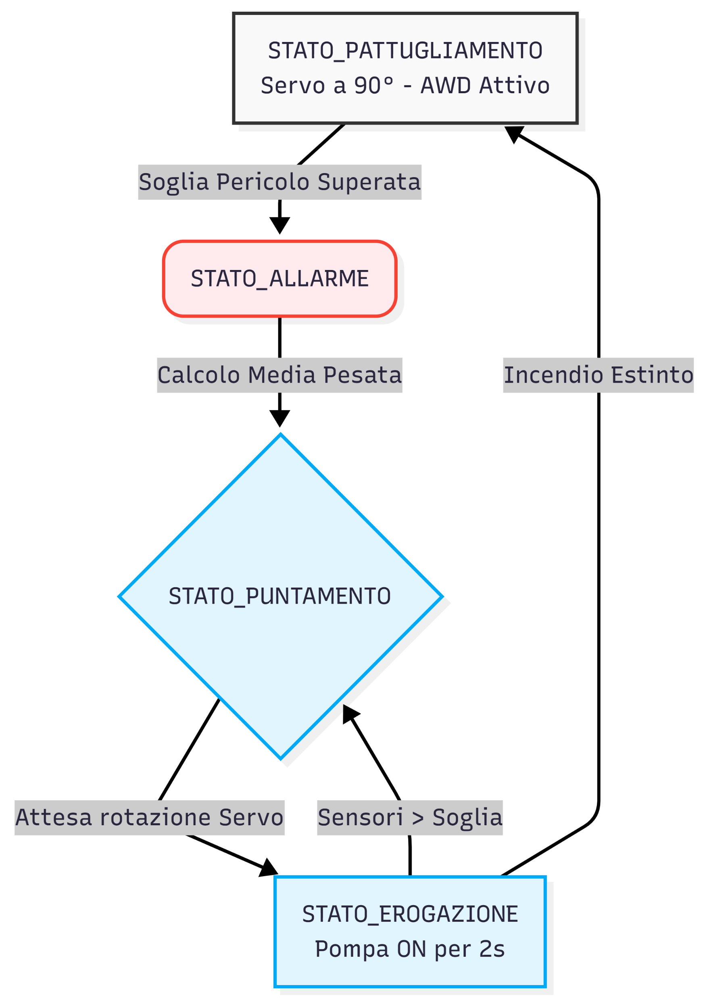 STATO_PATTUGLIAMENTO
Servo a 90° - AWD Attivo
Soglia Pericolo Superata
STATO_ALLARME
Calcolo Media Pesata
Incendio Estinto
STATO_PUNTAMENTO
Attesa rotazione Servo
Sensori > Soglia
STATO_EROGAZIONE
Pompa ON per 2s